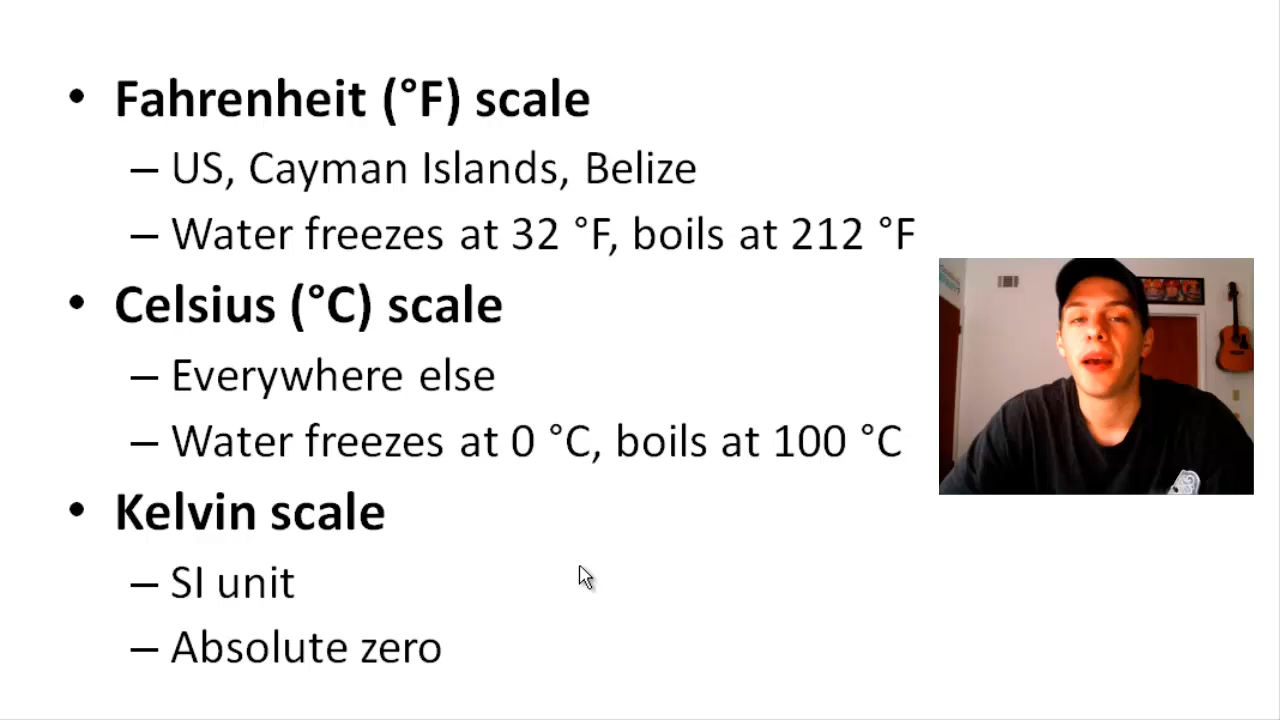 • Fahrenheit (°F) scale
– US, Cayman Islands, Belize
– Water freezes at 32 °F, boils at 212 °F
• Celsius (°C) scale
– Everywhere else
– Water freezes at 0 °C, boils at 100 °C
• Kelvin scale
– SI unit
– Absolute zero